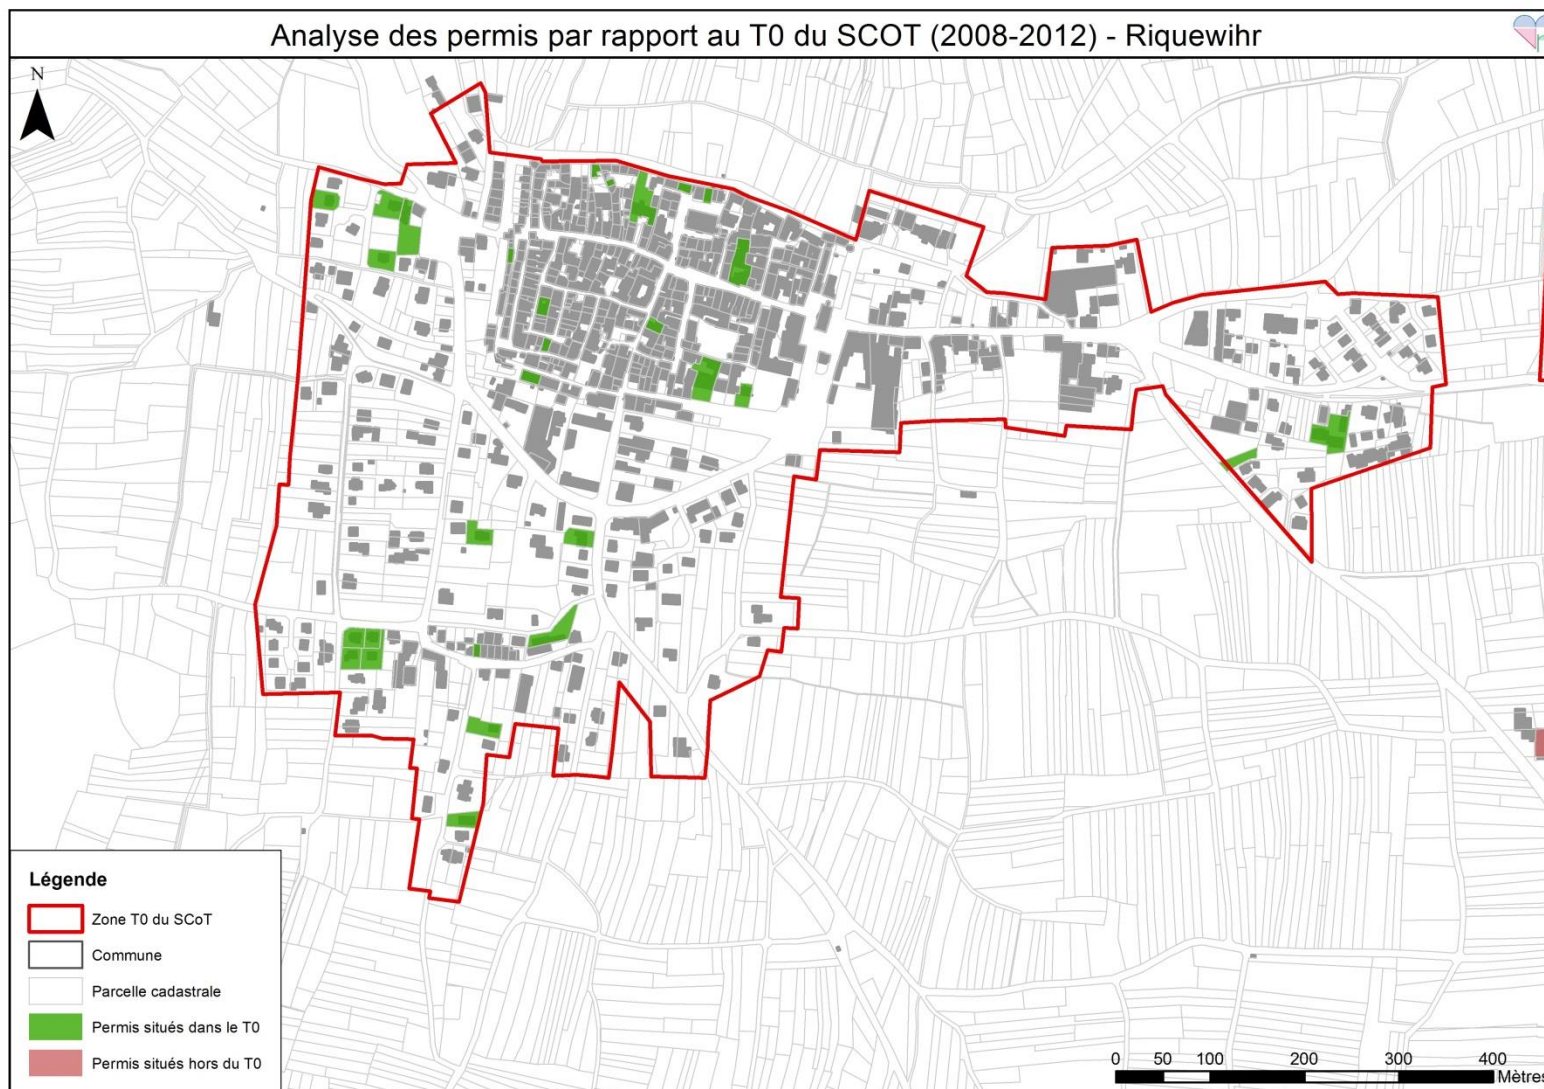 Analyse des permis par rapport au T0 du SCOT (2008-2012) - Riquewihr
N
Légende
Zone T0 du SCoT
Commune
Parcelle cadastrale
Permis situés dans le T0
Permis situés hors du T0
0 50 100 200 300 400
Mètres